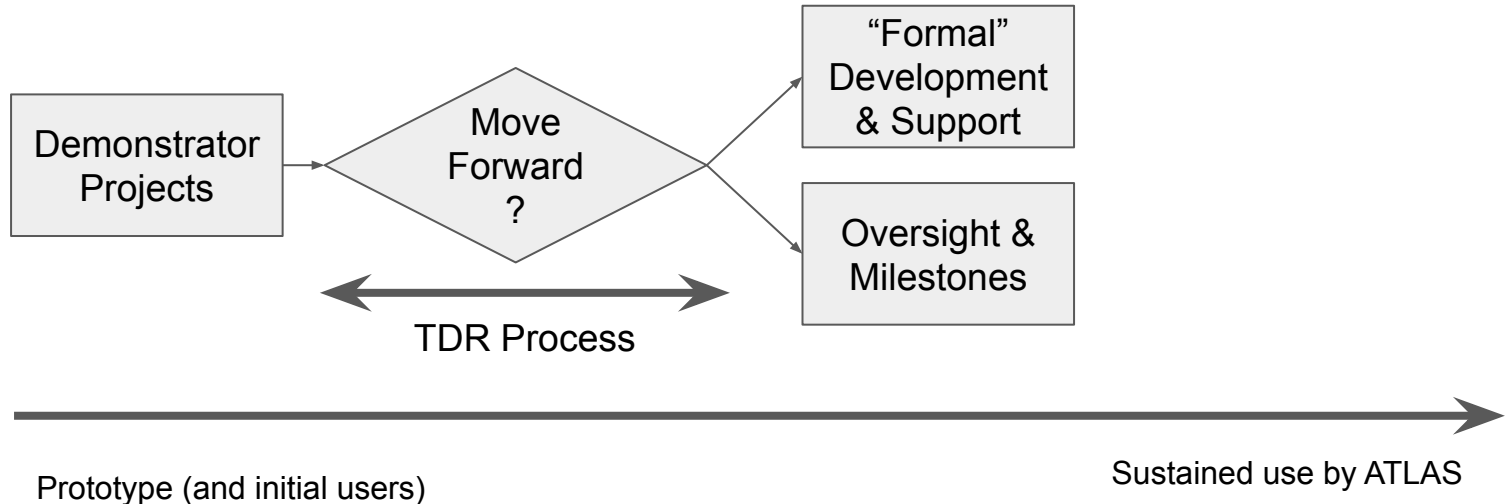 Demonstrator
Projects
Move
Forward
?
“Formal”
Development
& Support
Oversight &
Milestones
TDR Process
Prototype (and initial users)
Sustained use by ATLAS